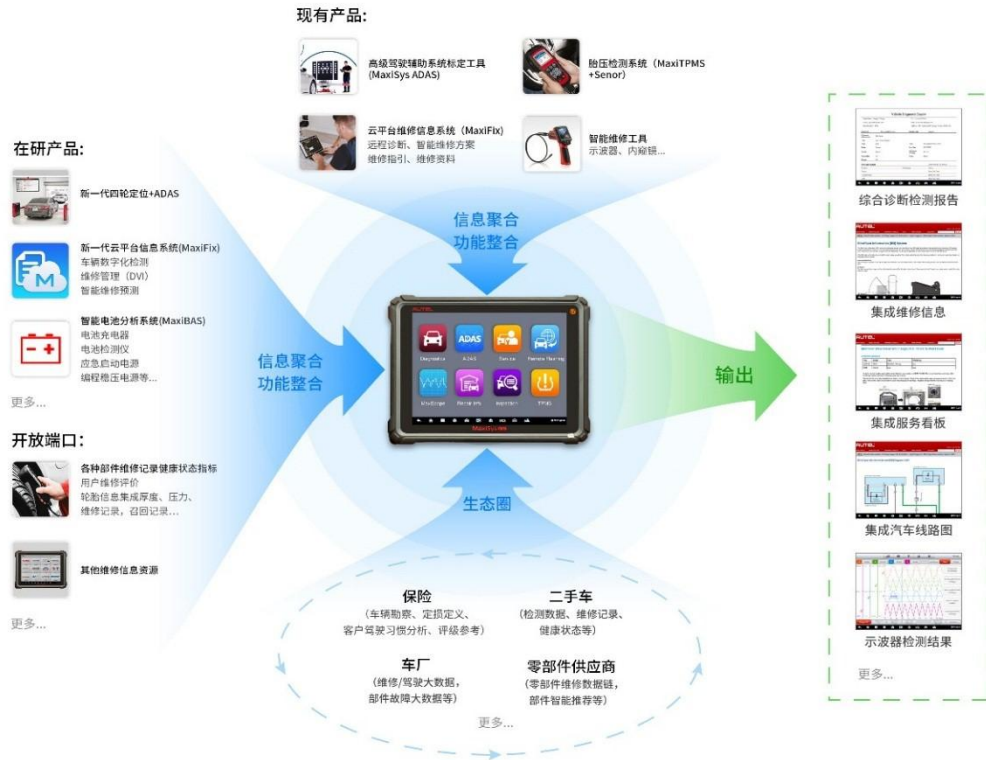 现有产品:
高级驾驶辅助系统标定工具
(MaxiSys ADAS)
胎压检测系统（MaxiTPMS
+Senor）
云平台维修信息系统（MaxiFix)
远程诊断、智能维修方案
维修指引、维修资料
智能维修工具
示波器、内窥镜...
在研产品:
新一代四轮定位+ADAS
新一代云平台信息系统(MaxiFix)
车辆数字化检测
维修管理（DVI）
智能维修预测
智能电池分析系统(MaxiBAS)
电池充电器
电池检测仪
应急启动电源
编程稳压电源等...
更多...
开放端口:
各种部件维修记录健康状态指标
用户维修评价
轮胎信息集成厚度、压力、
维修记录，召回记录...
其他维修信息资源
更多...
信息聚合
功能整合
信息聚合
功能整合
AUTEL
Diagnostics
ADAS
ADAS
Service
MaxiScope
TPMS
MaxiSys
输出
生态圈
保险
（车辆勘察、定损定义、
客户驾驶习惯分析、评级参考）
二手车
（检测数据、维修记录、
健康状态等）
车厂
（维修/驾驶大数据，
部件故障大数据等）
零部件供应商
（零部件维修数据链，
部件智能推荐等）
更多...
综合诊断检测报告
AUTEL
集成维修信息
AUTEL
集成服务看板
AUTEL
集成汽车线路图
示波器检测结果
更多...